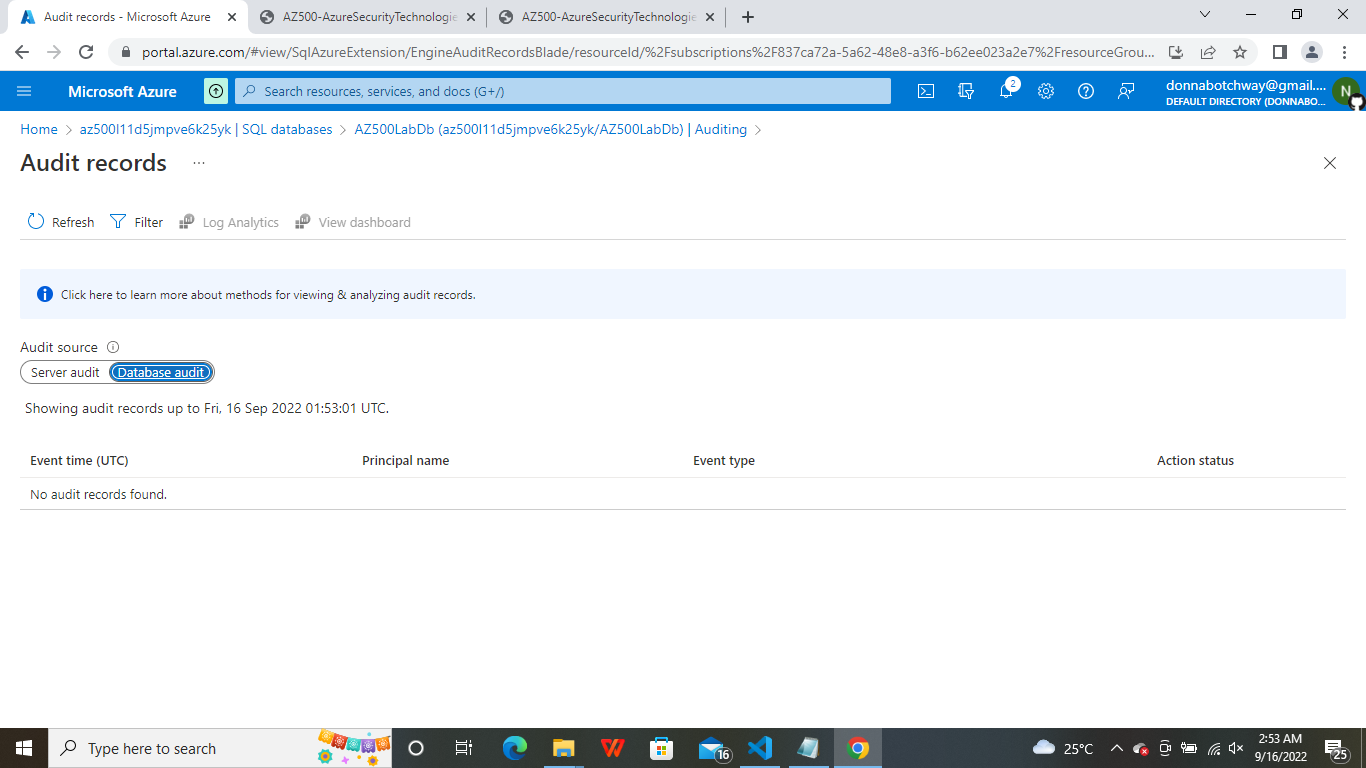 Audit records - Microsoft Azure
AZ500-AzureSecurityTechnologie
AZ500-AzureSecurityTechnologie
portal.azure.com/#view/SqlAzureExtension/EngineAuditRecordsBlade/resourceId/%2Fsubscriptions%2F837ca72a-5a62-48e8-a3f6-b62ee023a2e7%2FresourceGrou...
Microsoft Azure
Search resources, services, and docs (G+/)
2
donnabotchway@gmail....
DEFAULT DIRECTORY (DONNABO...
N
Home > az500l11d5jmpve6k25yk | SQL databases > AZ500LabDb (az500l11d5jmpve6k25yk/AZ500LabDb) | Auditing >
Audit records ...
Refresh Filter Log Analytics View dashboard
Click here to learn more about methods for viewing & analyzing audit records.
Audit source
Server audit Database audit
Showing audit records up to Fri, 16 Sep 2022 01:53:01 UTC.
Event time (UTC) Principal name Event type Action status
No audit records found.
Type here to search
16
25°C
2:53 AM
9/16/2022
25